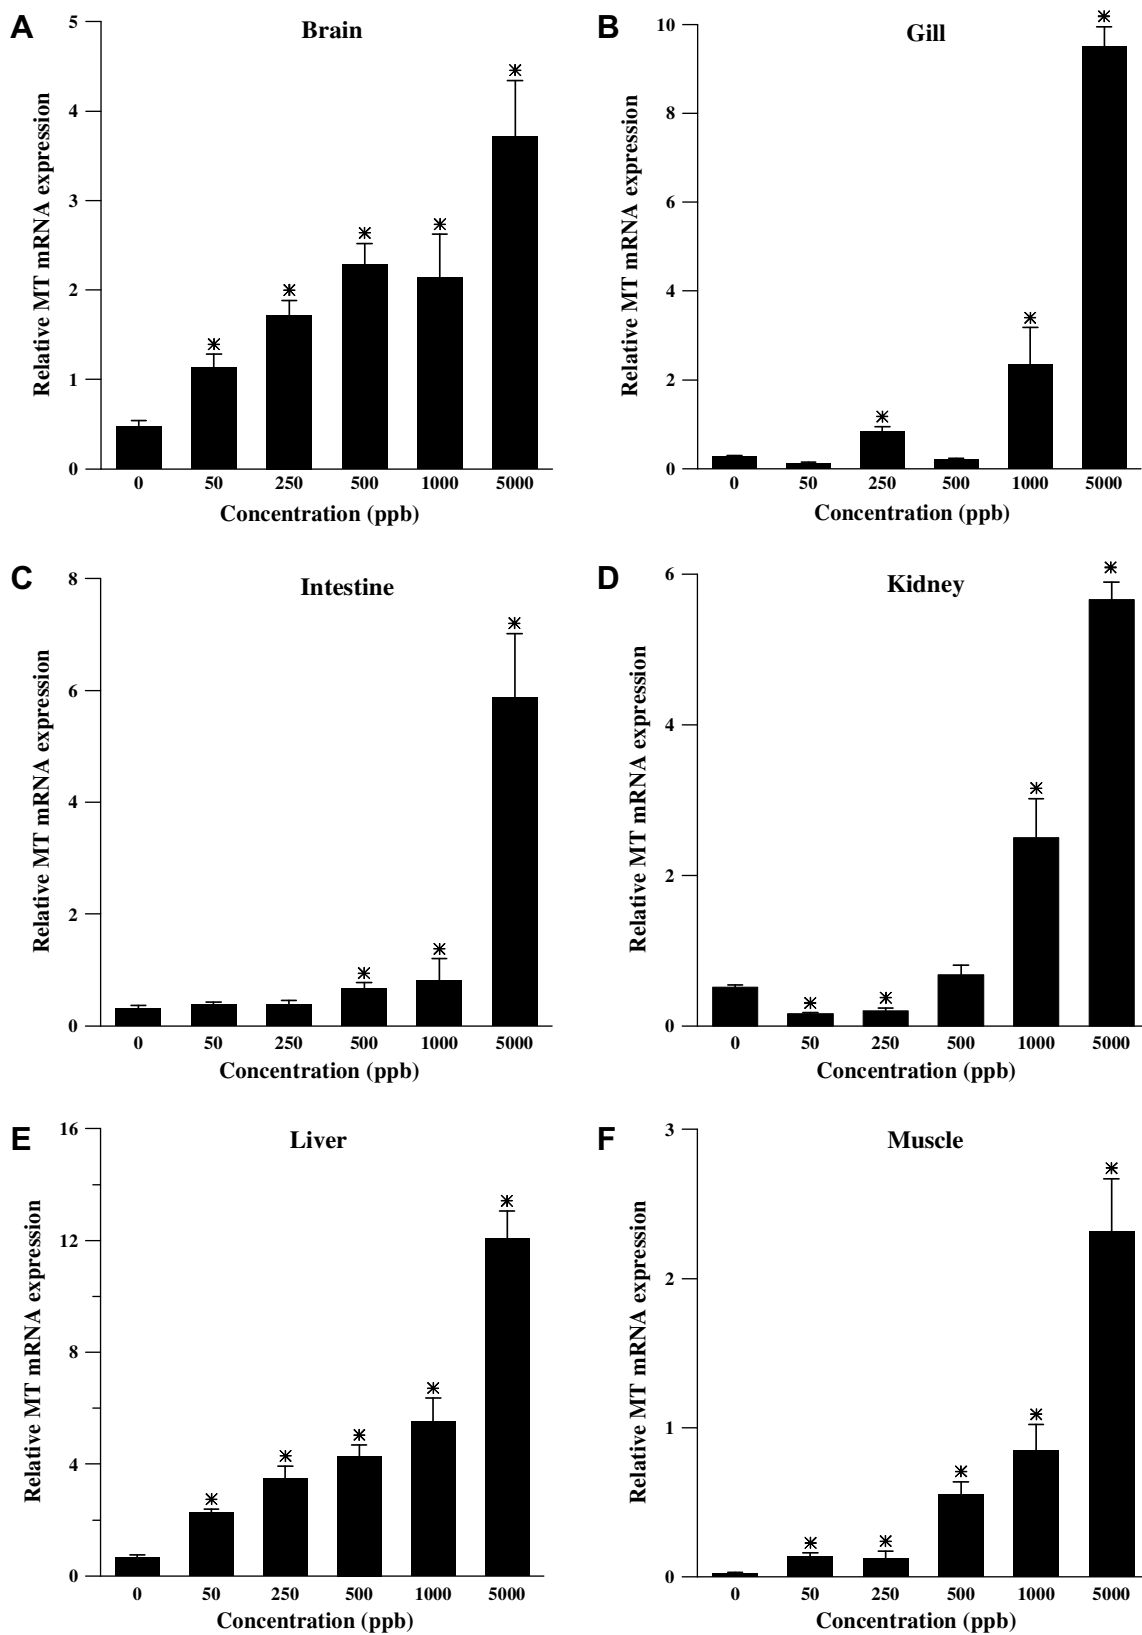 A
Brain
Relative MT mRNA expression
5
4
3
2
1
0
*
*
*
*
*
0 50 250 500 1000 5000
Concentration (ppb)
B
Gill
Relative MT mRNA expression
10
8
6
4
2
0
*
*
*
0 50 250 500 1000 5000
Concentration (ppb)
C
Intestine
Relative MT mRNA expression
8
6
4
2
0
*
*
*
0 50 250 500 1000 5000
Concentration (ppb)
D
Kidney
Relative MT mRNA expression
6
4
2
0
*
*
*
*
0 50 250 500 1000 5000
Concentration (ppb)
E
Liver
Relative MT mRNA expression
16
12
8
4
0
*
*
*
*
*
0 50 250 500 1000 5000
Concentration (ppb)
F
Muscle
Relative MT mRNA expression
3
2
1
0
*
*
*
*
*
0 50 250 500 1000 5000
Concentration (ppb)